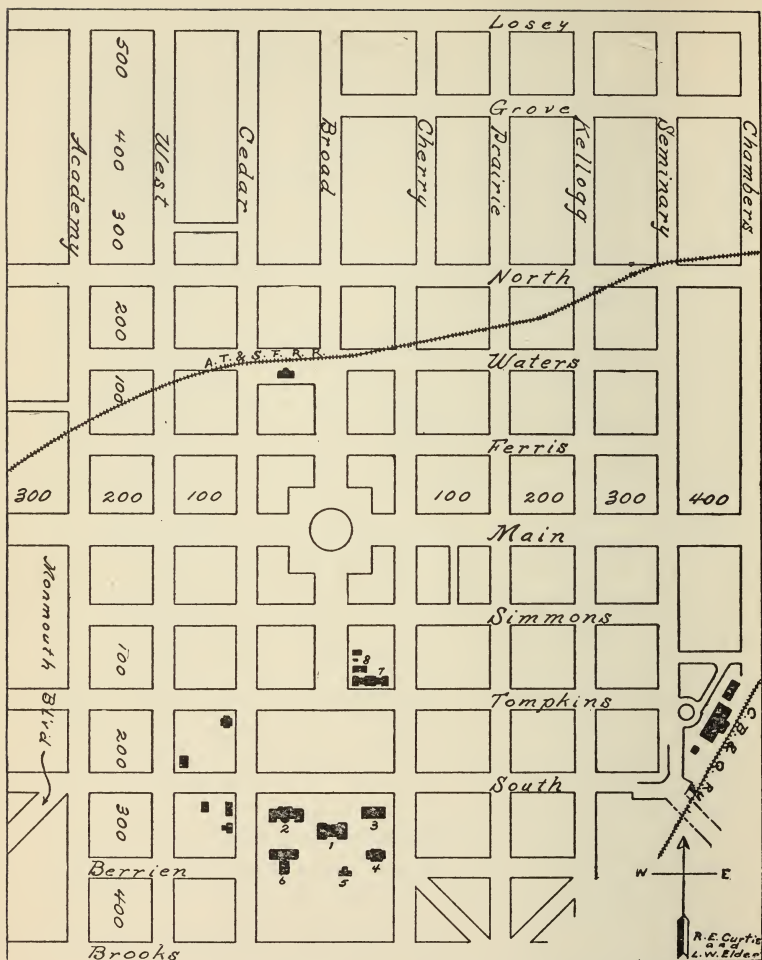 Losey
500
Grove
Academy
400
West
Cedar
Broad
Cherry
Prairie
Kellogg
Seminary
Chambers
300
North
200
A. T. & S. F. R. R.
Waters
100
Ferris
300
200
100
100
200
300
400
Main
Monmouth Blv'd
Simmons
100
8
7
Tompkins
200
C. B. & Q. Ry.
South
300
2
3
1
Berrien
6
5
4
W E
400
R. E. Curtis
and
L. W. Elder
Brooks